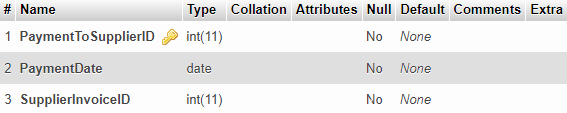 # Name Type Collation Attributes Null Default Comments Extra
1 PaymentToSupplierID int(11) No None
2 PaymentDate date No None
3 SupplierInvoiceID int(11) No None